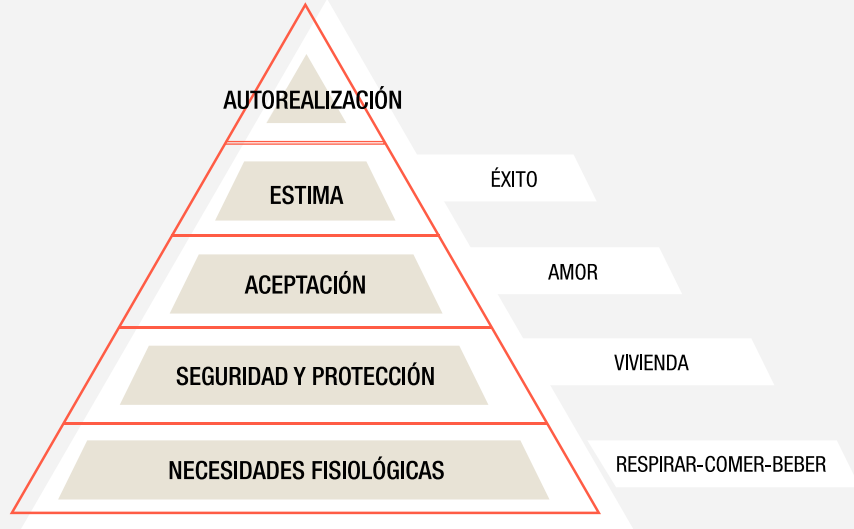 AUTOREALIZACIÓN
ESTIMA
ÉXITO
ACEPTACIÓN
AMOR
SEGURIDAD Y PROTECCIÓN
VIVIENDA
NECESIDADES FISIOLÓGICAS
RESPIRAR-COMER-BEBER